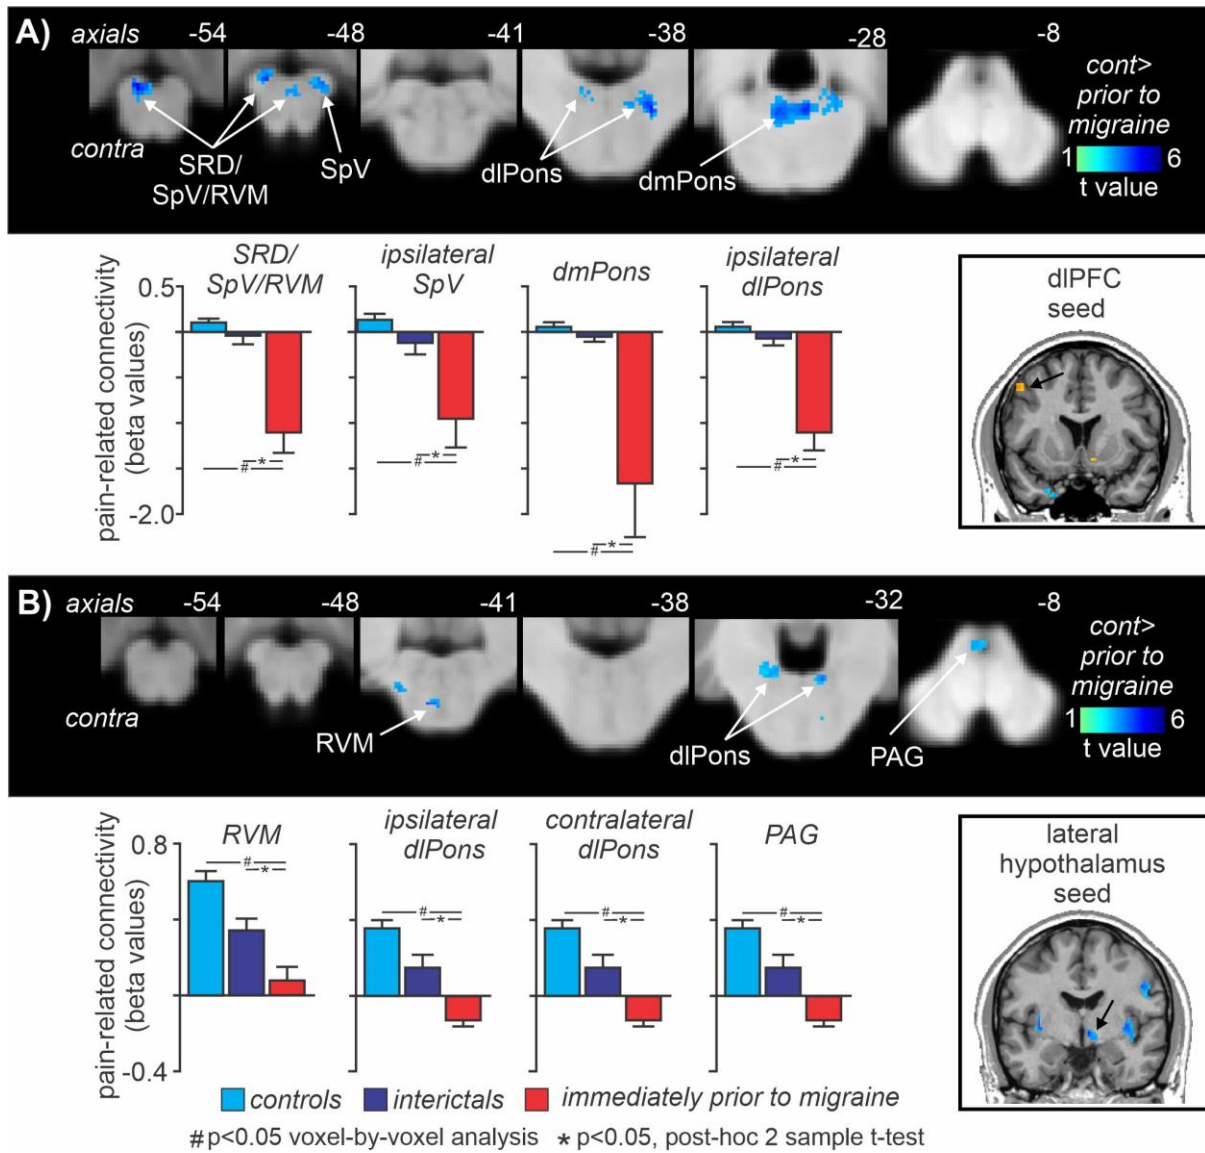 A) axials -54 -48 -41 -38 -28 -8
cont>
prior to
migraine
1 6
t value
contra
SRD/
SpV/RVM
SpV
dlPons
dmPons
pain-related connectivity
(beta values)
0.5
-2.0
SRD/
SpV/RVM
# *
ipsilateral
SpV
# *
dmPons
# *
ipsilateral
dlPons
# *
dlPFC
seed
B) axials -54 -48 -41 -38 -32 -8
cont>
prior to
migraine
1 6
t value
contra
RVM
dlPons
PAG
pain-related connectivity
(beta values)
0.8
-0.4
RVM
# *
ipsilateral
dlPons
# *
contralateral
dlPons
# *
PAG
# *
lateral
hypothalamus
seed
controls interictals immediately prior to migraine
#p<0.05 voxel-by-voxel analysis * p<0.05, post-hoc 2 sample t-test